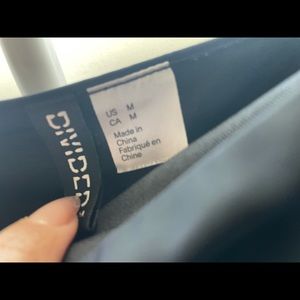 DIVIDED
US M
CA M
Made in
China
Fabriqué en
Chine